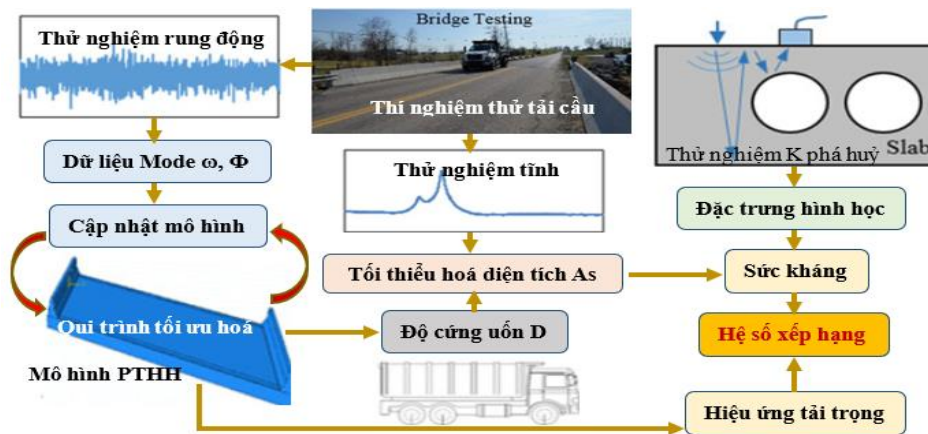 Bridge Testing
Thử nghiệm rung động
Thí nghiệm thử tải cầu
Slab
Thử nghiệm K phá huỷ
Dữ liệu Mode ω, Φ
Thử nghiệm tĩnh
Đặc trưng hình học
Cập nhật mô hình
Tối thiểu hoá diện tích As
Sức kháng
Qui trình tối ưu hoá
Độ cứng uốn D
Hệ số xếp hạng
Mô hình PTHH
Hiệu ứng tải trọng